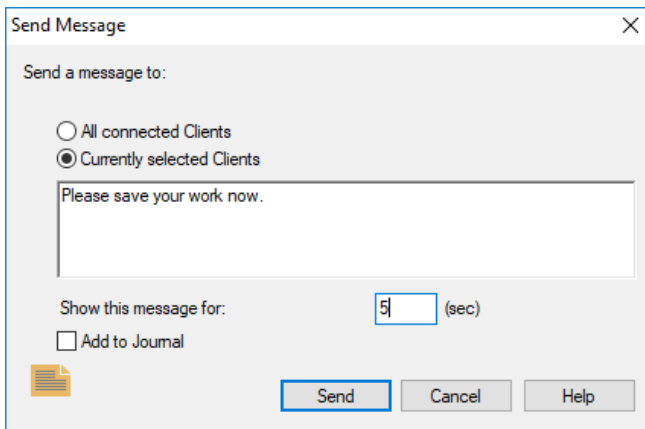 Send Message
Send a message to:
All connected Clients
Currently selected Clients
Please save your work now.
Show this message for: 5 (sec)
Add to Journal
Send Cancel Help